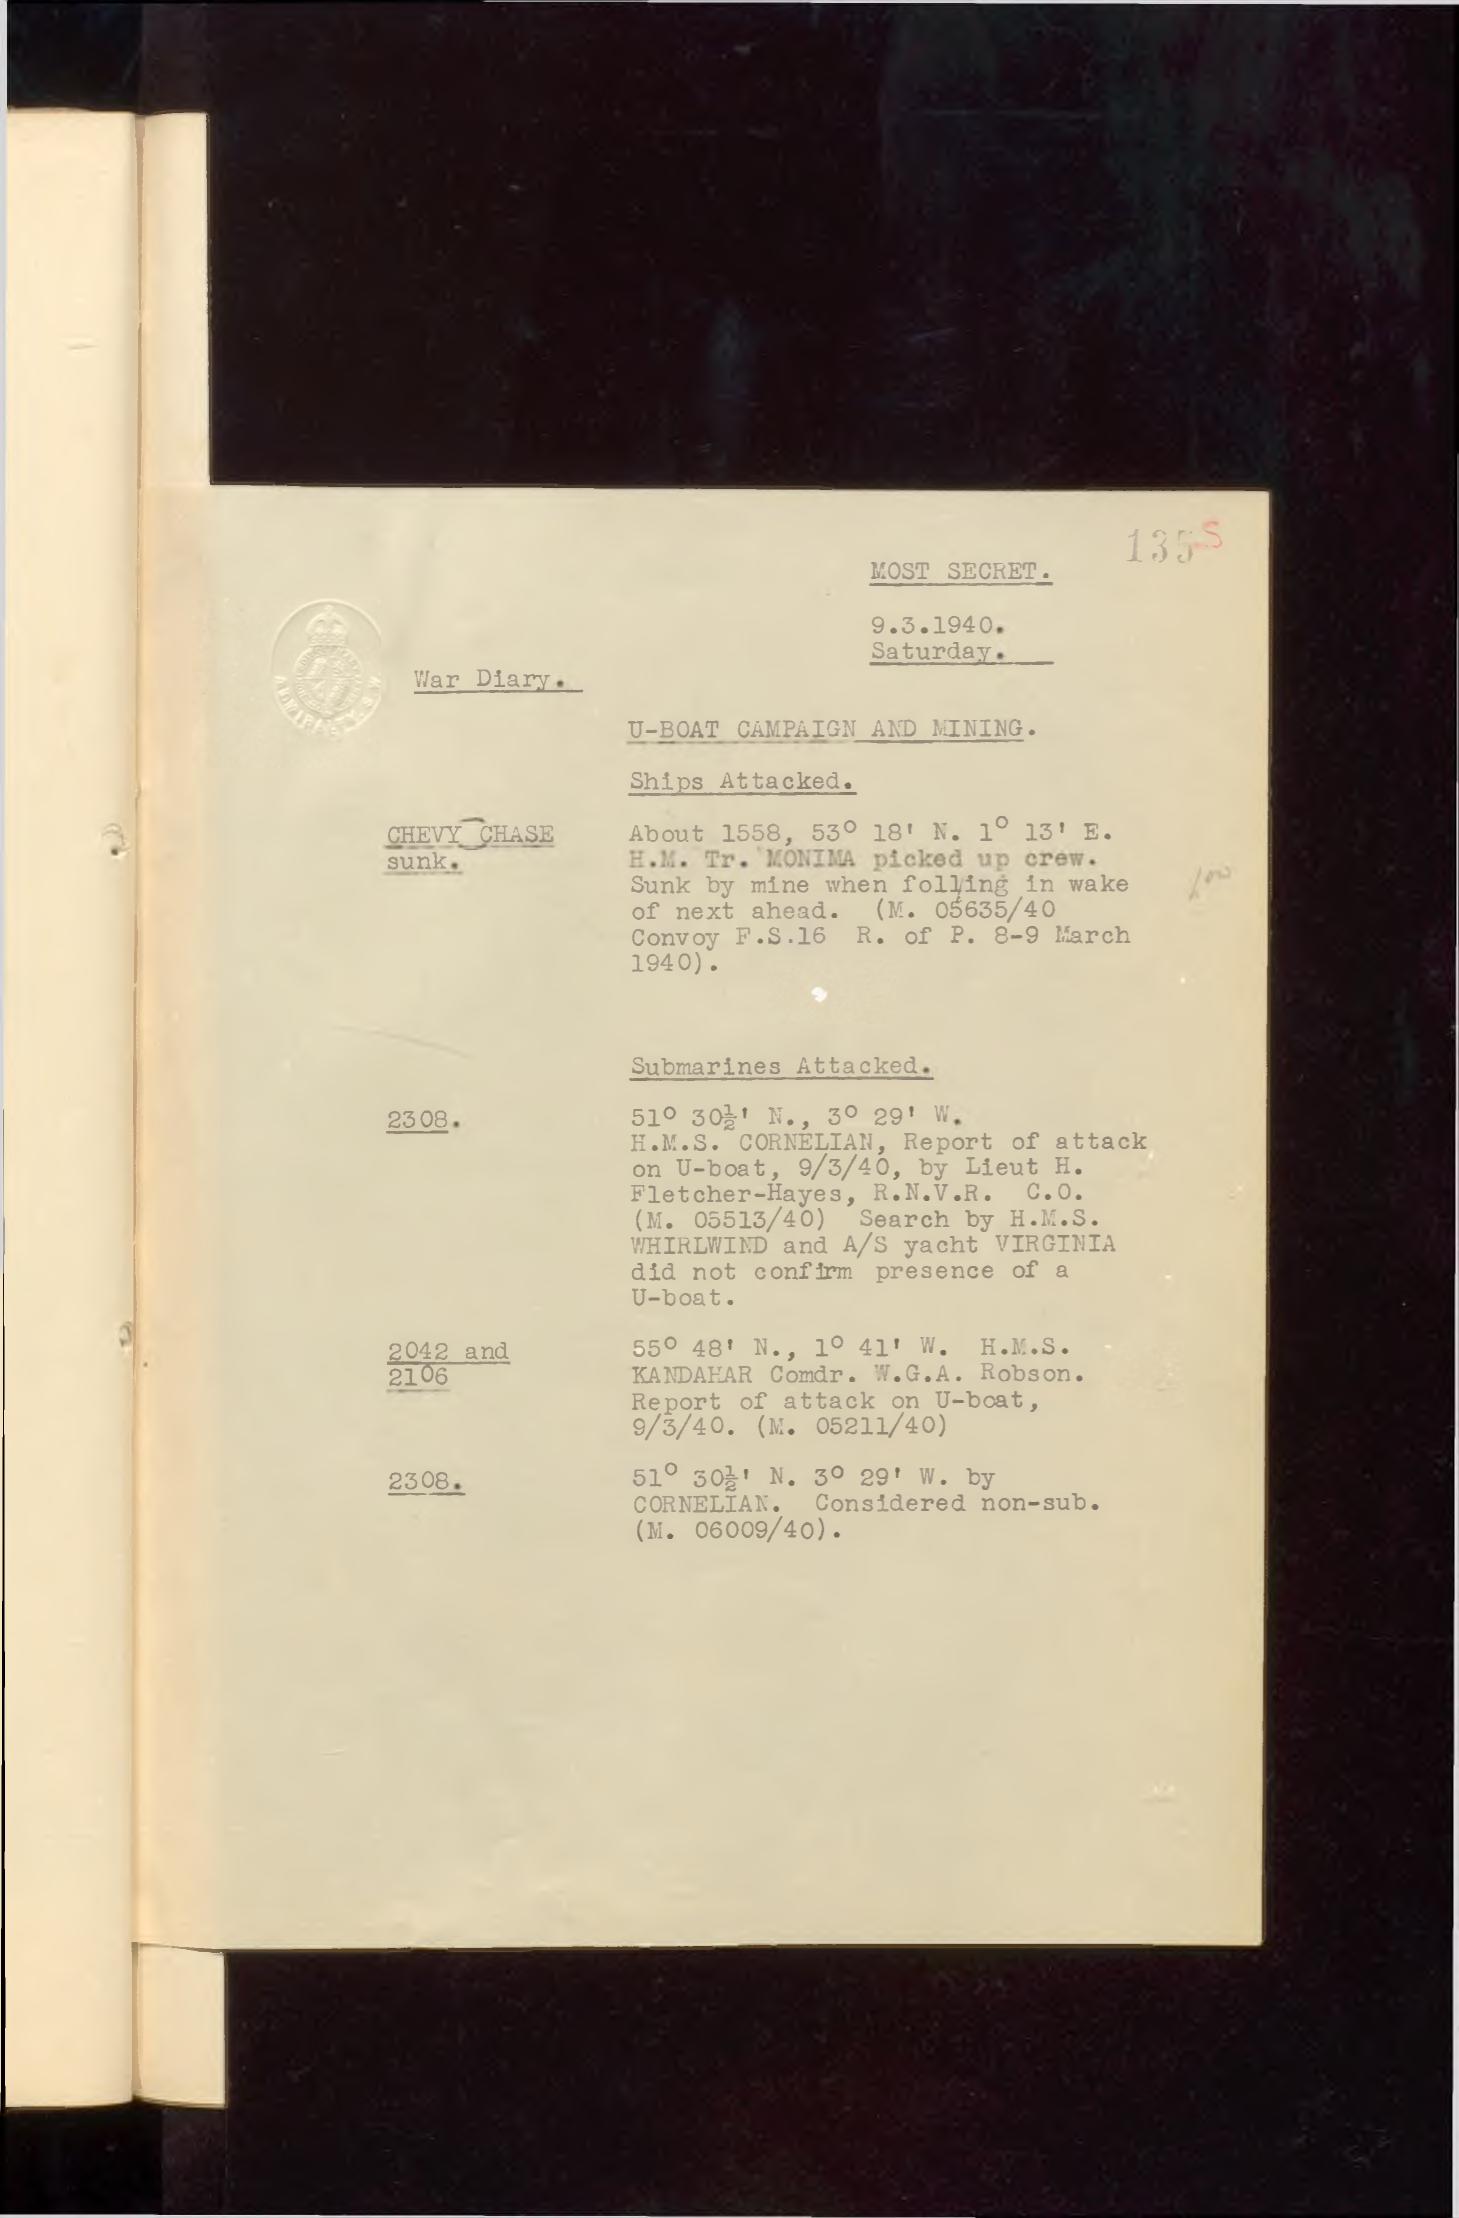 135 S
MOST SECRET.
9.3.1940.
Saturday.
War Diary.
ADMIRALTY. S.W
U-BOAT CAMPAIGN AND MINING.
Ships Attacked.
CHEVY CHASE
sunk.
About 1558, 53° 18' N. 1° 13' E.
H.M. Tr. MONIMA picked up crew.
Sunk by mine when follying in wake
of next ahead. (M. 05635/40
Convoy F.S.16 R. of P. 8-9 March
1940).
Submarines Attacked.
2308.
51° 30½' N., 3° 29' W.
H.M.S. CORNELIAN, Report of attack
on U-boat, 9/3/40, by Lieut H.
Fletcher-Hayes, R.N.V.R. C.O.
(M. 05513/40) Search by H.M.S.
WHIRLWIND and A/S yacht VIRGINIA
did not confirm presence of a
U-boat.
2042 and
2106
55° 48' N., 1° 41' W. H.M.S.
KANDAHAR Comdr. W.G.A. Robson.
Report of attack on U-boat,
9/3/40. (M. 05211/40)
2308.
51° 30½' N. 3° 29' W. by
CORNELIAN. Considered non-sub.
(M. 06009/40).